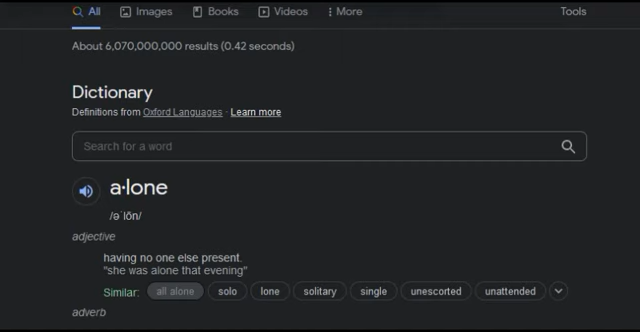 All Images Books Videos More Tools
About 6,070,000,000 results (0.42 seconds)
Dictionary
Definitions from Oxford Languages · Learn more
Search for a word
a·lone
/əˈlōn/
adjective
having no one else present.
"she was alone that evening"
Similar: all alone solo lone solitary single unescorted unattended
adverb